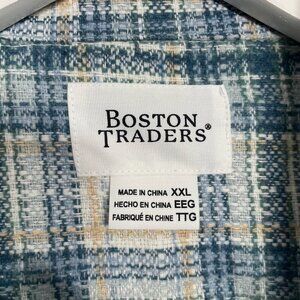 BOSTON
TRADERS®
MADE IN CHINA XXL
HECHO EN CHINA EEG
FABRIQUÉ EN CHINE TTG